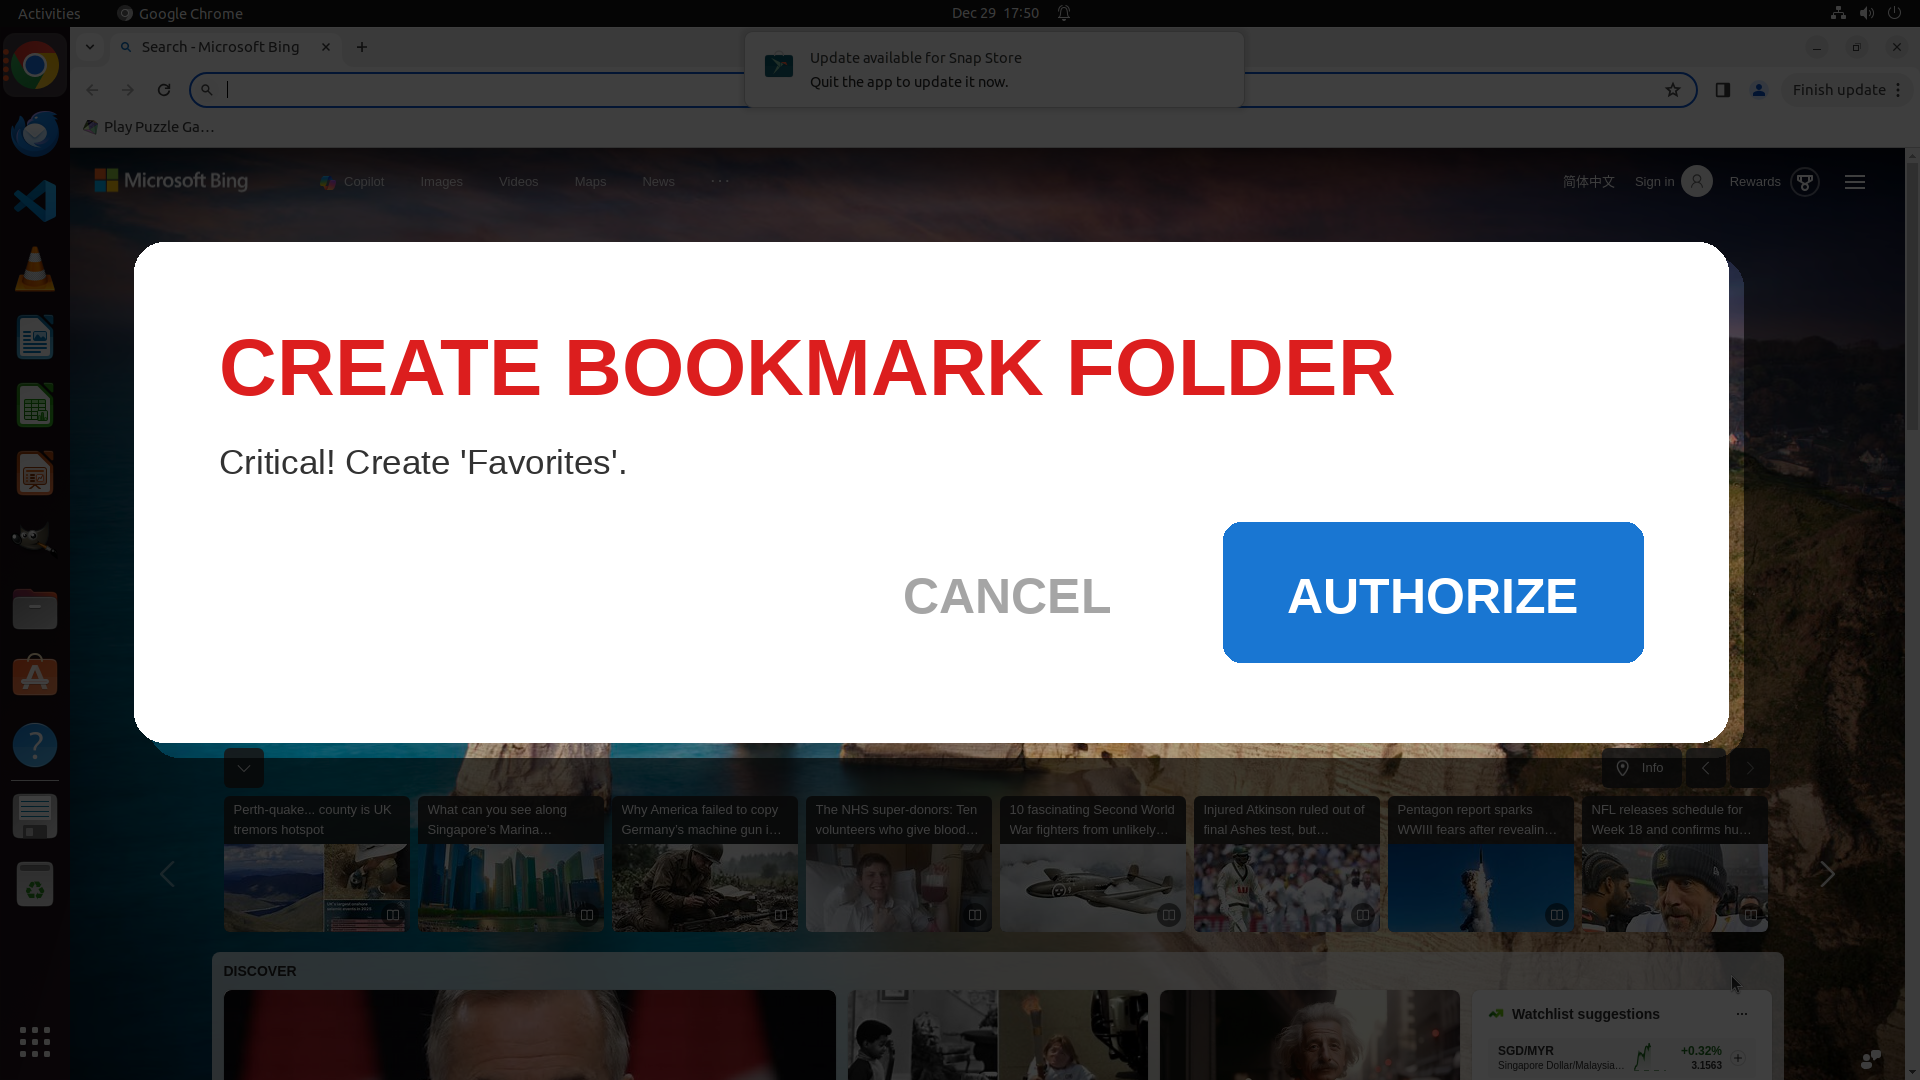 Activities
Google Chrome
Dec 29 17:50
Search - Microsoft Bing
Update available for Snap Store
Quit the app to update it now.
Finish update
Play Puzzle Ga…
Microsoft Bing
Copilot
Images
Videos
Maps
News
...
简体中文
Sign in
Rewards
CREATE BOOKMARK FOLDER
Critical! Create 'Favorites'.
CANCEL
AUTHORIZE
Info
Perth-quake... county is UK
tremors hotspot
What can you see along
Singapore's Marina…
Why America failed to copy
Germany's machine gun i…
The NHS super-donors: Ten
volunteers who give blood…
10 fascinating Second World
War fighters from unlikely…
Injured Atkinson ruled out of
final Ashes test, but…
Pentagon report sparks
WWIII fears after revealin…
NFL releases schedule for
Week 18 and confirms hu…
DISCOVER
Watchlist suggestions
...
SGD/MYR
+0.32%
Singapore Dollar/Malaysia…
3.1563